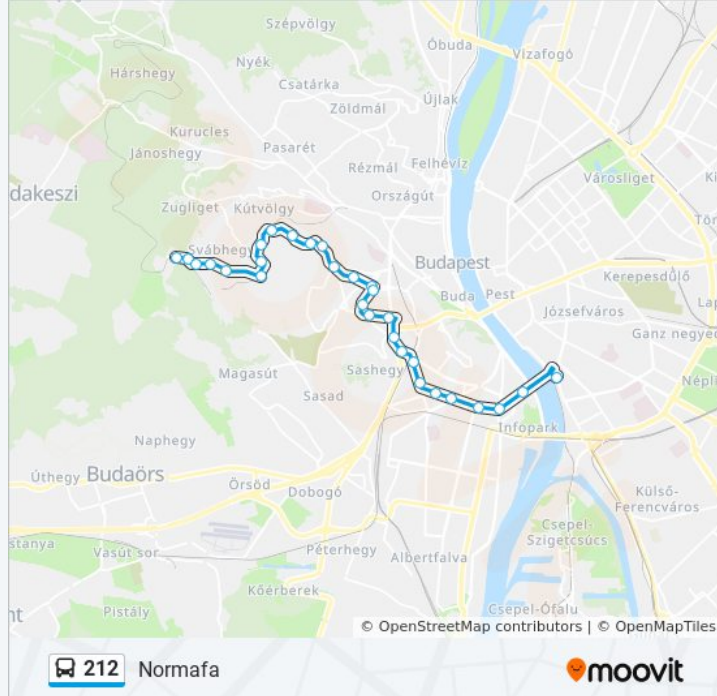 Szépvölgy
Óbuda
Vizafogó
Nyék
Hárshegy
Csatárka
Újlak
Zöldmál
Kurucles
Jánoshegy
Pasarét
Rézmál
Felhévíz
Városliget
dakeszi
Országút
Zugliget
Kútvölgy
Svábhegy
Budapest
Kerepesdűlő
Buda
Pest
Józsefváros
Ganz negyed
Magasút
Sashegy
Népli
Sasad
Infopark
Naphegy
Úthegy
Budaörs
Örsöd
Dobogó
Külső-
Ferencváros
Csepel-
Szigetcsúcs
stanya
Vasút sor
Péterhegy
Albertfalva
Kőérberek
Pistály
Csepel-Ófalu
© OpenStreetMap contributors | © OpenMapTiles
212 Normafa
moovit